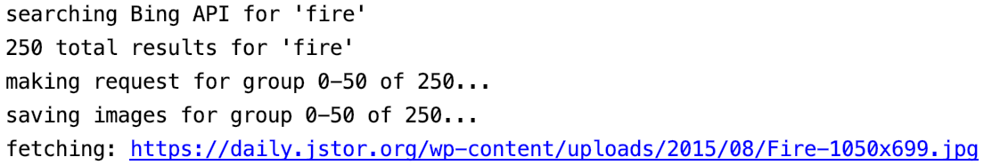 searching Bing API for 'fire'
250 total results for 'fire'
making request for group 0-50 of 250...
saving images for group 0-50 of 250...
fetching: https://daily.jstor.org/wp-content/uploads/2015/08/Fire-1050x699.jpg